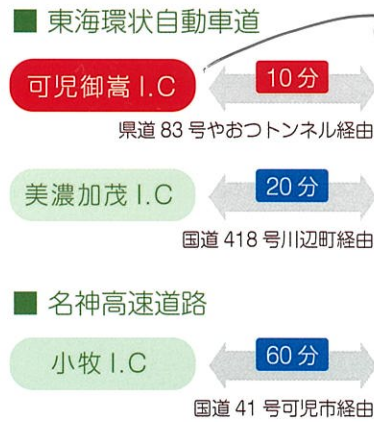 ■ 東海環状自動車道
可児御嵩 I.C
10分
県道 83 号やおつトンネル経由
美濃加茂 I.C
20分
国道 418 号川辺町経由
■ 名神高速道路
小牧 I.C
60分
国道 41 号可児市経由